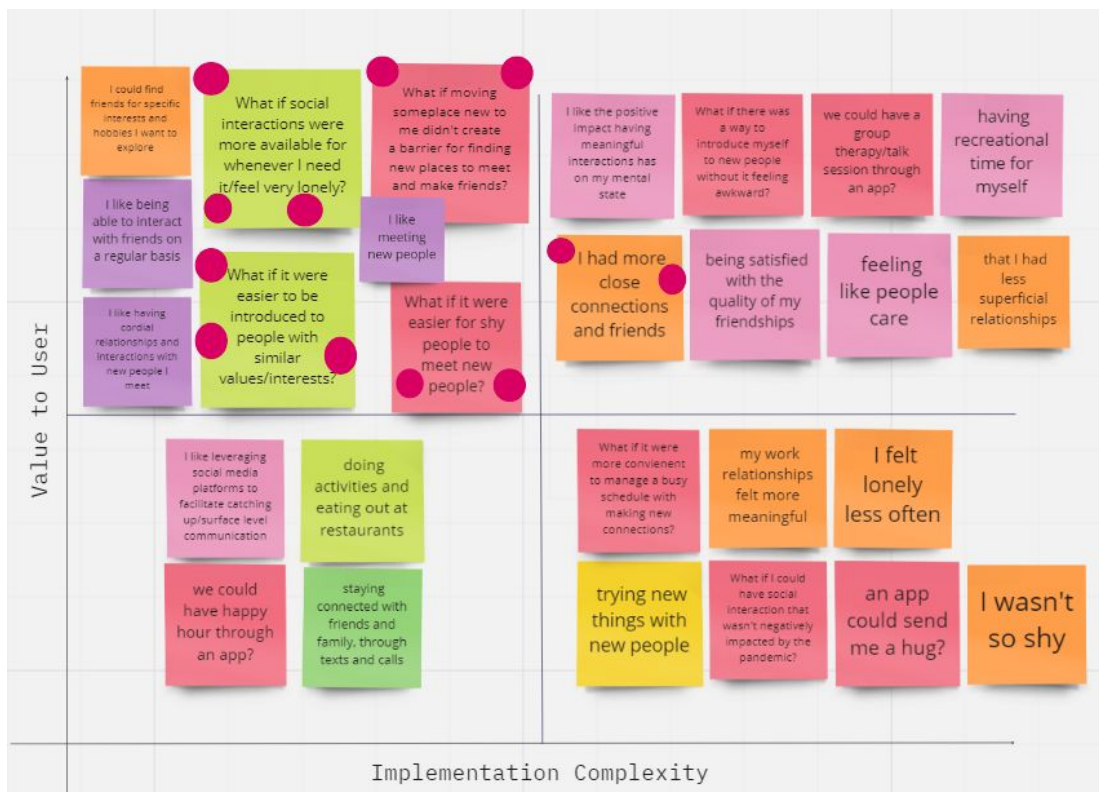 I could find
friends for specific
interests and
hobbies I want to
explore
What if social
interactions were
more available for
whenever I need
it/feel very lonely?
What if moving
someplace new to
me didn't create
a barrier for finding
new places to meet
and make friends?
I like being
able to interact
with friends on
a regular basis
I like
meeting
new people
I like having
cordial
relationships and
interactions with
new people I
meet
What if it were
easier to be
introduced to
people with
similar
values/interests?
What if it were
easier for shy
people to
meet new
people?
I like the positive
impact having
meaningful
interactions has
on my mental
state
What if there was
a way to
introduce myself
to new people
without it feeling
awkward?
we could have a
group
therapy/talk
session through
an app?
having
recreational
time for
myself
I had more
close
connections
and friends
being satisfied
with the
quality of my
friendships
feeling
like people
care
that I had
less
superficial
relationships
I like leveraging
social media
platforms to
facilitate catching
up/surface level
communication
doing
activities and
eating out at
restaurants
we could
have happy
hour through
an app?
staying
connected with
friends and
family, through
texts and calls
What if it were
more convienent
to manage a busy
schedule with
making new
connections?
my work
relationships
felt more
meaningful
I felt
lonely
less often
trying new
things with
new people
What if I could
have social
interaction that
wasn't negatively
impacted by the
pandemic?
an app
could send
me a hug?
I wasn't
so shy
Value to User
Implementation Complexity